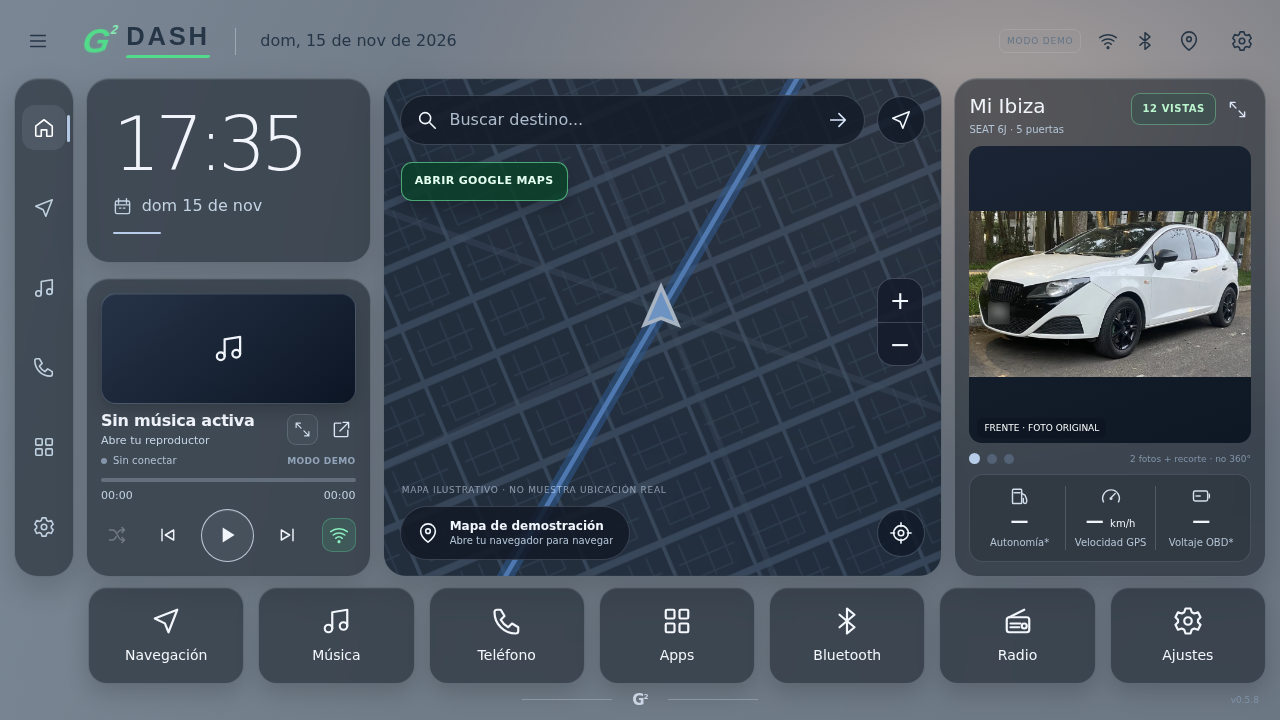 G² DASH
dom, 15 de nov de 2026
MODO DEMO
17:35
dom 15 de nov
Sin música activa
Abre tu reproductor
Sin conectar
MODO DEMO
00:00
00:00
Buscar destino...
ABRIR GOOGLE MAPS
+
−
MAPA ILUSTRATIVO · NO MUESTRA UBICACIÓN REAL
Mapa de demostración
Abre tu navegador para navegar
Mi Ibiza
SEAT 6J · 5 puertas
12 VISTAS
FRENTE · FOTO ORIGINAL
2 fotos + recorte · no 360°
—
Autonomía*
— km/h
Velocidad GPS
—
Voltaje OBD*
Navegación
Música
Teléfono
Apps
Bluetooth
Radio
Ajustes
G²
v0.5.8